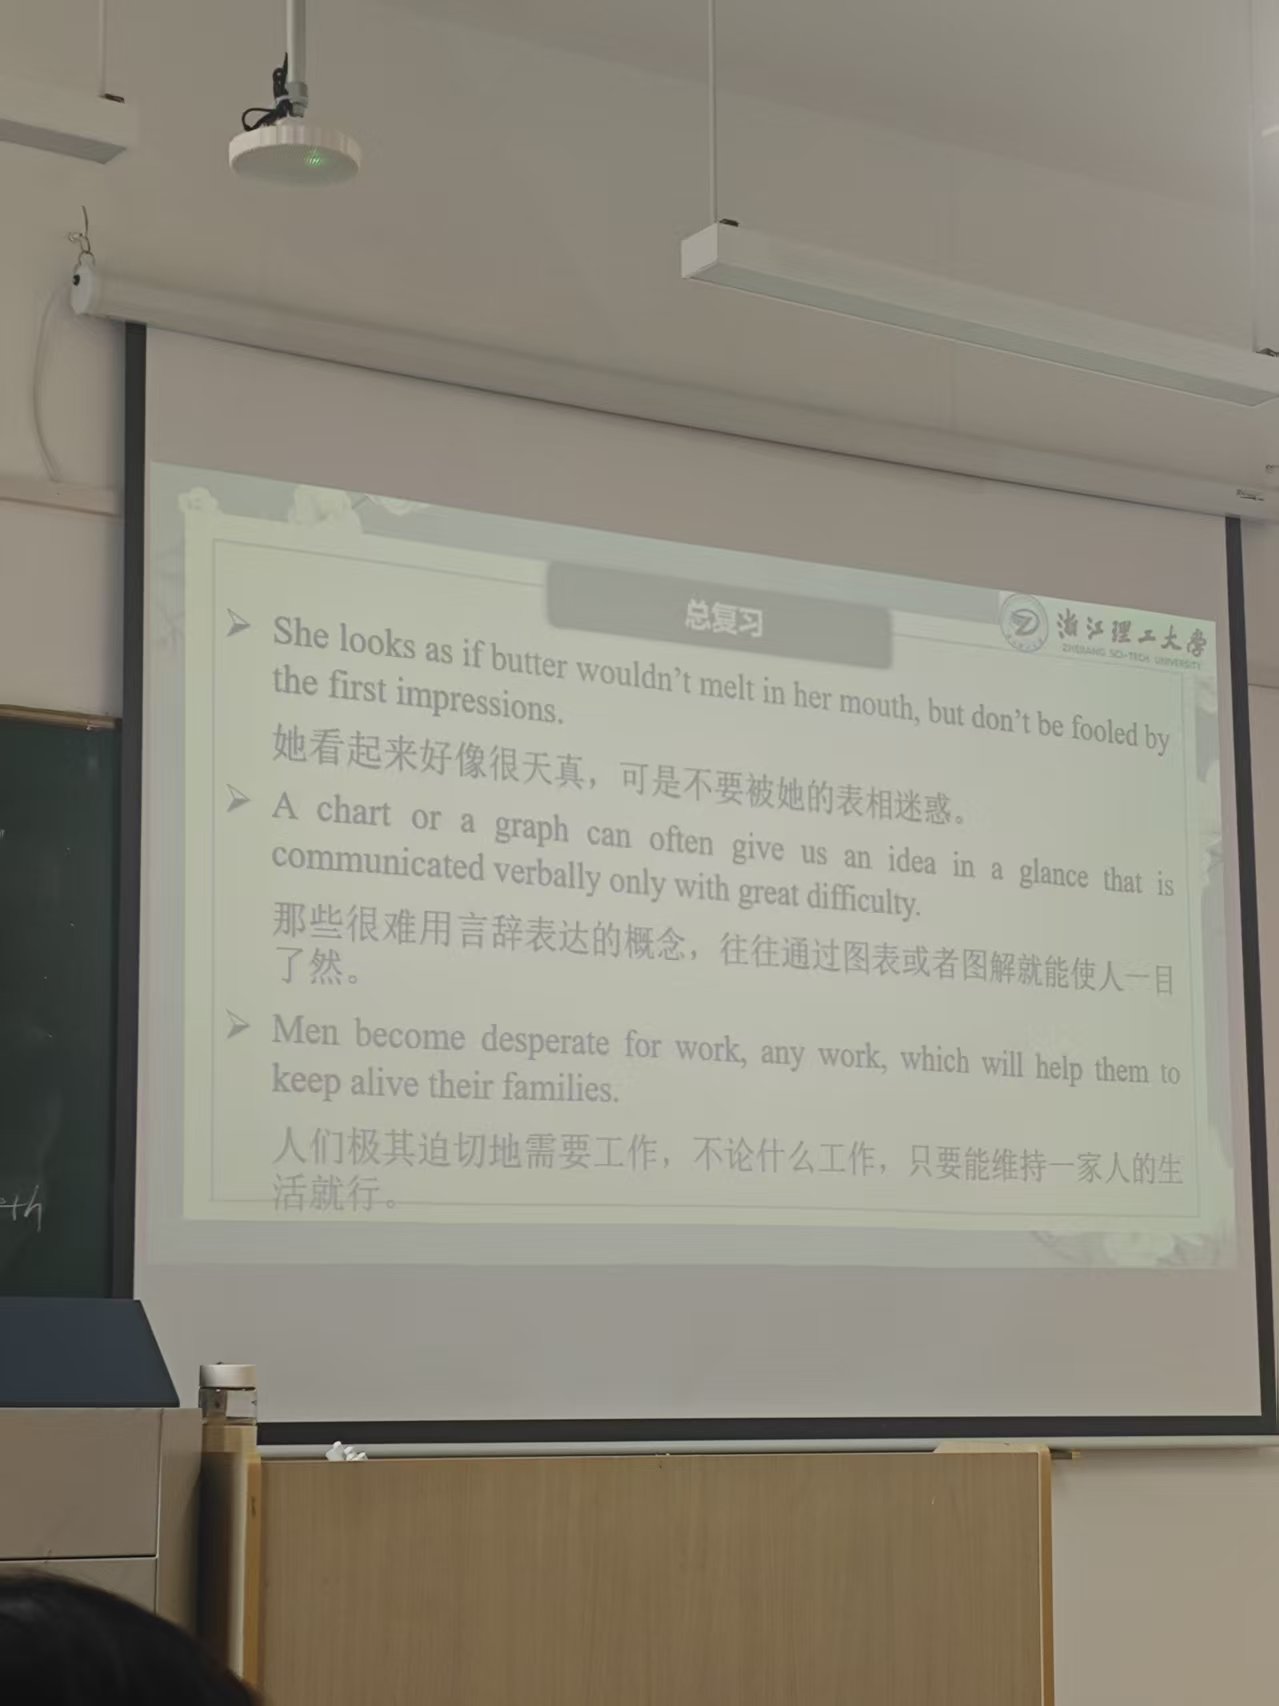 总复习
浙江理工大学
ZHEJIANG SCI-TECH UNIVERSITY
She looks as if butter wouldn't melt in her mouth, but don't be fooled by
the first impressions.
她看起来好像很天真，可是不要被她的表相迷惑。
A chart or a graph can often give us an idea in a glance that is
communicated verbally only with great difficulty.
那些很难用言辞表达的概念，往往通过图表或者图解就能使人一目
了然。
Men become desperate for work, any work, which will help them to
keep alive their families.
人们极其迫切地需要工作，不论什么工作，只要能维持一家人的生
活就行。